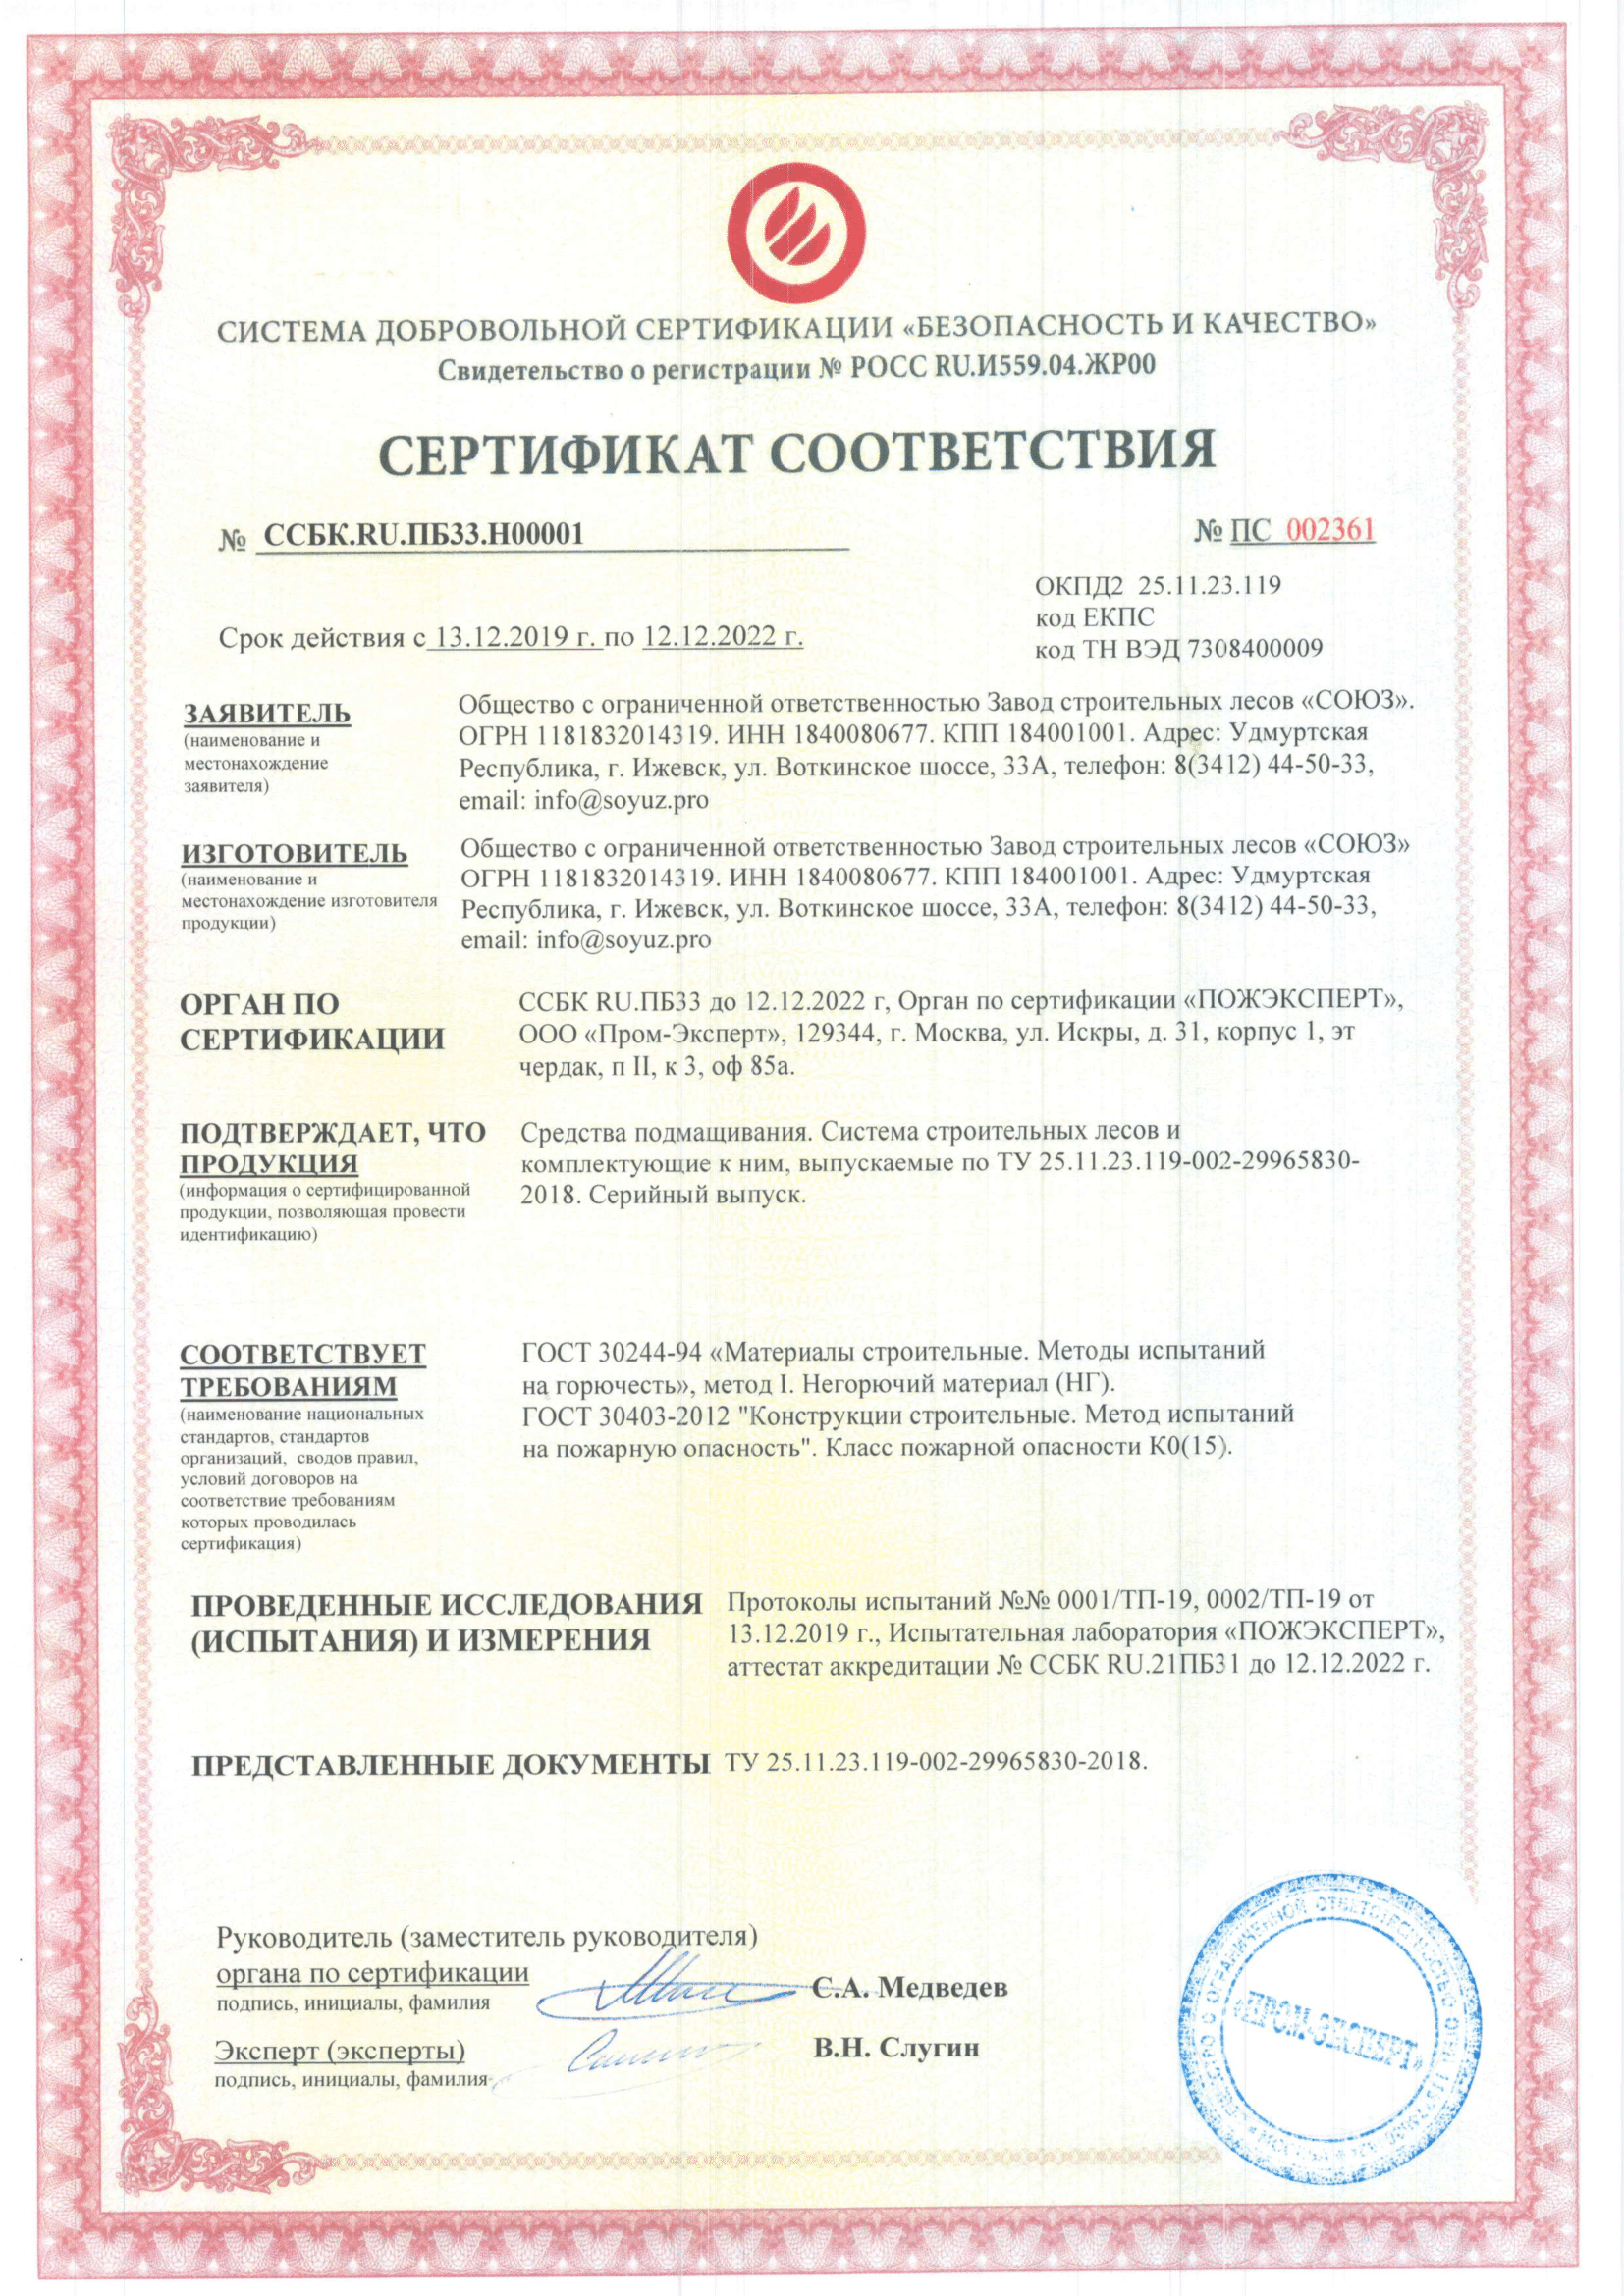 СИСТЕМА ДОБРОВОЛЬНОЙ СЕРТИФИКАЦИИ «БЕЗОПАСНОСТЬ И КАЧЕСТВО»
Свидетельство о регистрации № РОСС RU.И559.04.ЖР00
СЕРТИФИКАТ СООТВЕТСТВИЯ
№ ССБК.RU.ПБ33.Н00001
№ ПС 002361
ОКПД2 25.11.23.119
код ЕКПС
код ТН ВЭД 7308400009
Срок действия с 13.12.2019 г. по 12.12.2022 г.
ЗАЯВИТЕЛЬ
(наименование и
местонахождение
заявителя)
Общество с ограниченной ответственностью Завод строительных лесов «СОЮЗ».
ОГРН 1181832014319. ИНН 1840080677. КПП 184001001. Адрес: Удмуртская
Республика, г. Ижевск, ул. Воткинское шоссе, 33А, телефон: 8(3412) 44-50-33,
email: info@soyuz.pro
ИЗГОТОВИТЕЛЬ
(наименование и
местонахождение изготовителя
продукции)
Общество с ограниченной ответственностью Завод строительных лесов «СОЮЗ»
ОГРН 1181832014319. ИНН 1840080677. КПП 184001001. Адрес: Удмуртская
Республика, г. Ижевск, ул. Воткинское шоссе, 33А, телефон: 8(3412) 44-50-33,
email: info@soyuz.pro
ОРГАН ПО
СЕРТИФИКАЦИИ
ССБК RU.ПБ33 до 12.12.2022 г, Орган по сертификации «ПОЖЭКСПЕРТ»,
ООО «Пром-Эксперт», 129344, г. Москва, ул. Искры, д. 31, корпус 1, эт
чердак, п II, к 3, оф 85а.
ПОДТВЕРЖДАЕТ, ЧТО
ПРОДУКЦИЯ
(информация о сертифицированной
продукции, позволяющая провести
идентификацию)
Средства подмащивания. Система строительных лесов и
комплектующие к ним, выпускаемые по ТУ 25.11.23.119-002-29965830-
2018. Серийный выпуск.
СООТВЕТСТВУЕТ
ТРЕБОВАНИЯМ
(наименование национальных
стандартов, стандартов
организаций, сводов правил,
условий договоров на
соответствие требованиям
которых проводилась
сертификация)
ГОСТ 30244-94 «Материалы строительные. Методы испытаний
на горючесть», метод I. Негорючий материал (НГ).
ГОСТ 30403-2012 "Конструкции строительные. Метод испытаний
на пожарную опасность". Класс пожарной опасности К0(15).
ПРОВЕДЕННЫЕ ИССЛЕДОВАНИЯ
(ИСПЫТАНИЯ) И ИЗМЕРЕНИЯ
Протоколы испытаний №№ 0001/ТП-19, 0002/ТП-19 от
13.12.2019 г., Испытательная лаборатория «ПОЖЭКСПЕРТ»,
аттестат аккредитации № ССБК RU.21ПБ31 до 12.12.2022 г.
ПРЕДСТАВЛЕННЫЕ ДОКУМЕНТЫ ТУ 25.11.23.119-002-29965830-2018.
Руководитель (заместитель руководителя)
органа по сертификации
подпись, инициалы, фамилия
С.А. Медведев
Эксперт (эксперты)
подпись, инициалы, фамилия
В.Н. Слугин
ОБЩЕСТВО С ОГРАНИЧЕННОЙ ОТВЕТСТВЕННОСТЬЮ
«ПРОМ-ЭКСПЕРТ»